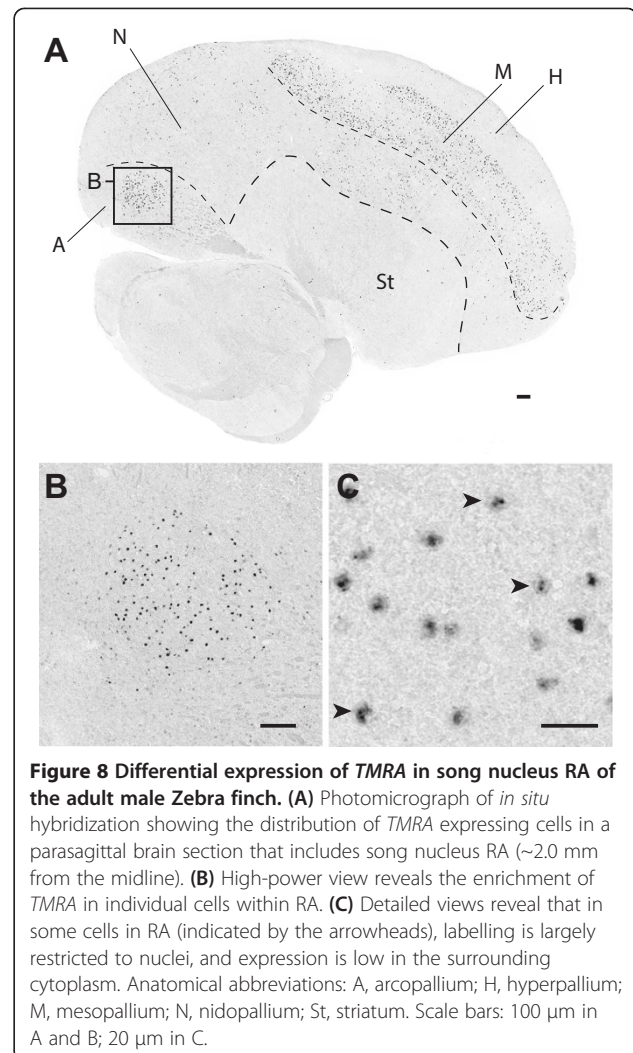 A
N
M
H
B
A
St
B
C
Figure 8 Differential expression of TMRA in song nucleus RA of
the adult male Zebra finch. (A) Photomicrograph of in situ
hybridization showing the distribution of TMRA expressing cells in a
parasagittal brain section that includes song nucleus RA (~2.0 mm
from the midline). (B) High-power view reveals the enrichment of
TMRA in individual cells within RA. (C) Detailed views reveal that in
some cells in RA (indicated by the arrowheads), labelling is largely
restricted to nuclei, and expression is low in the surrounding
cytoplasm. Anatomical abbreviations: A, arcopallium; H, hyperpallium;
M, mesopallium; N, nidopallium; St, striatum. Scale bars: 100 μm in
A and B; 20 μm in C.